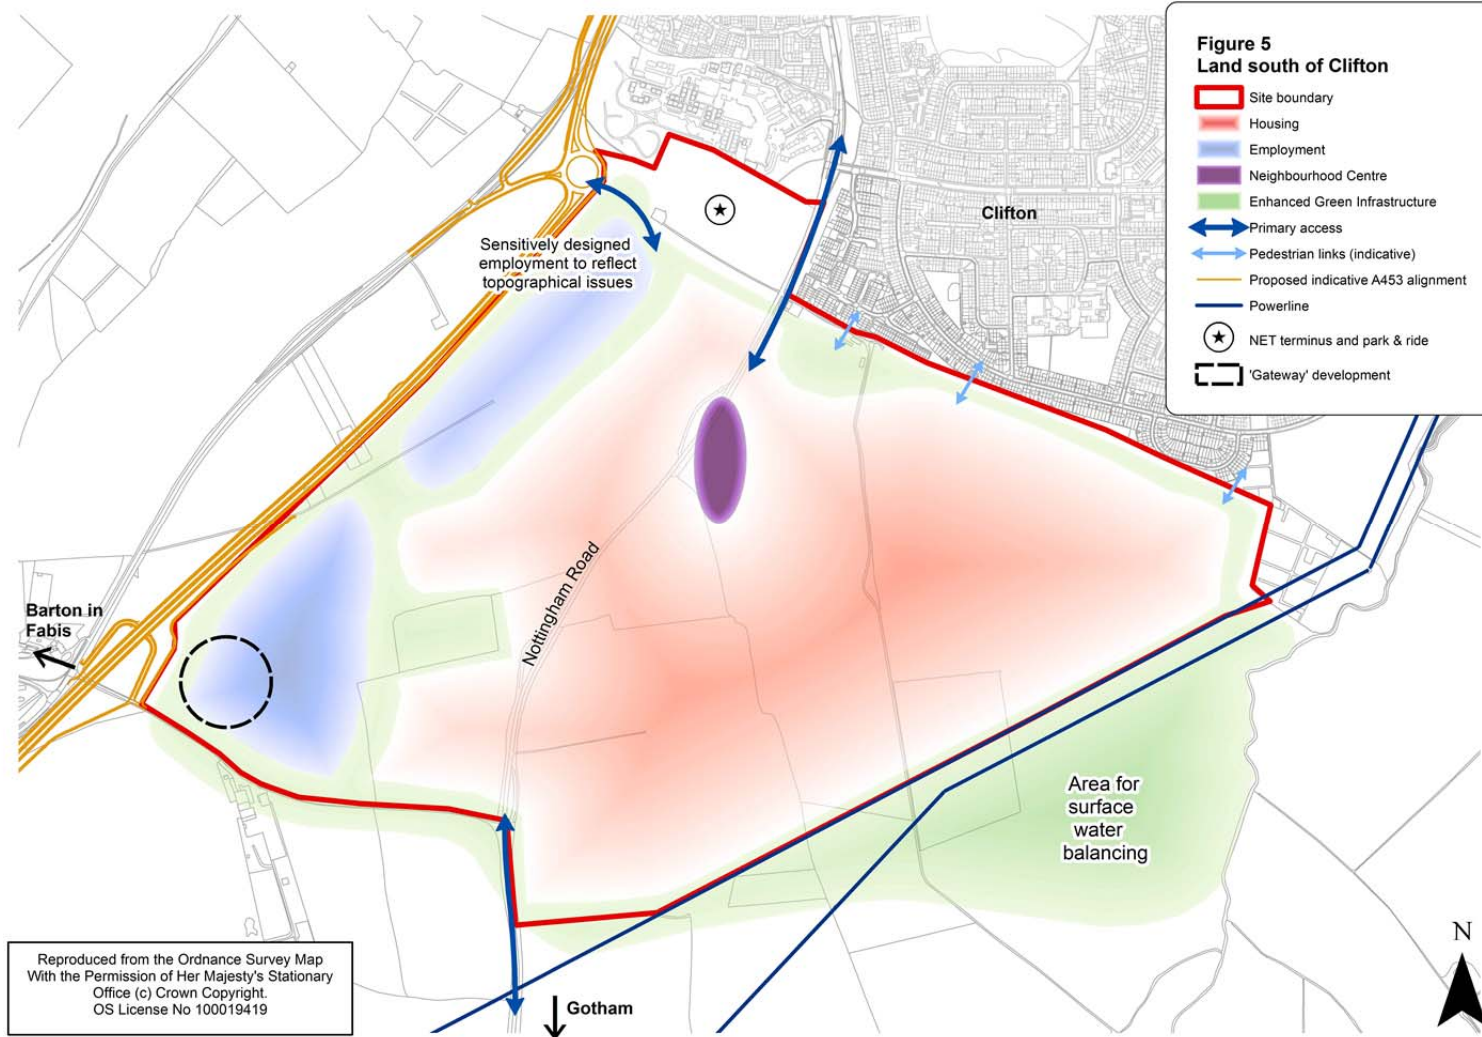 Figure 5
Land south of Clifton
Site boundary
Housing
Employment
Neighbourhood Centre
Enhanced Green Infrastructure
Primary access
Pedestrian links (indicative)
Proposed indicative A453 alignment
Powerline
NET terminus and park & ride
'Gateway' development
Clifton
Sensitively designed
employment to reflect
topographical issues
Nottingham Road
Barton in
Fabis
Area for
surface
water
balancing
N
Gotham
Reproduced from the Ordnance Survey Map
With the Permission of Her Majesty's Stationary
Office (c) Crown Copyright.
OS License No 100019419